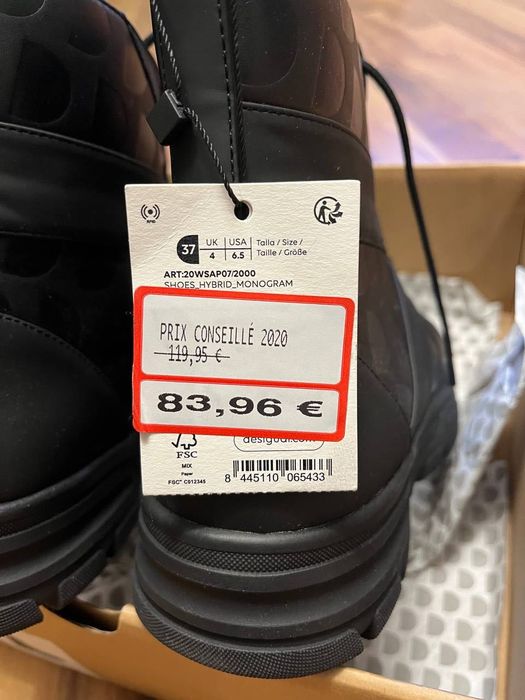 RFID
37
UK
4
USA
6.5
Talla / Size /
Taille / Größe
ART:20WSAP07/2000
SHOES_HYBRID_MONOGRAM
PRIX CONSEILLÉ 2020
119,95 €
83,96 €
FSC
MIX
Paper
FSC® C012345
desigual.com
8 445110 065433